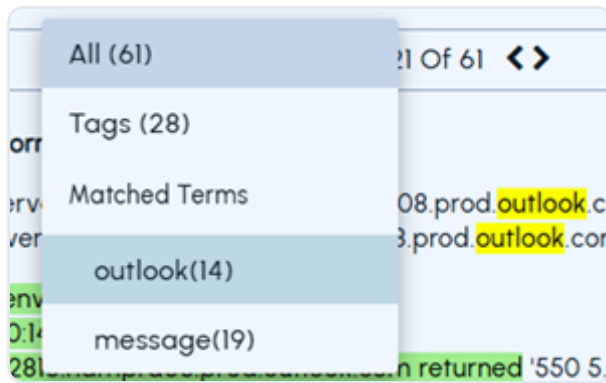 All (61)
21 Of 61
Tags (28)
Matched Terms
08.prod.outlook.c
3.prod.outlook.com
outlook(14)
message(19)
returned '550 5.